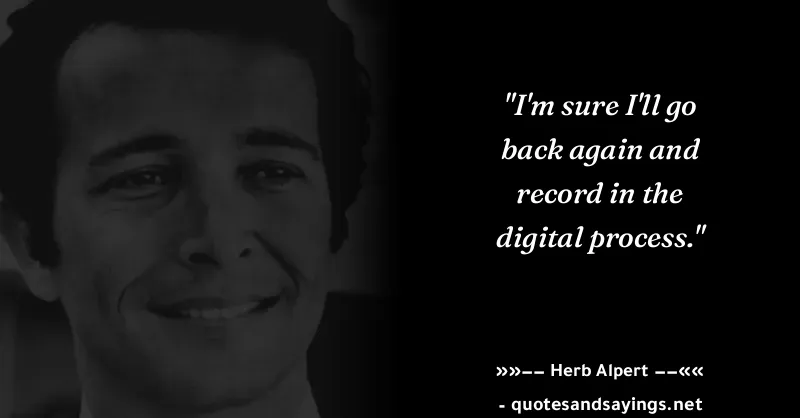 "I'm sure I'll go
back again and
record in the
digital process."
»»−− Herb Alpert −−««
- quotesandsayings.net